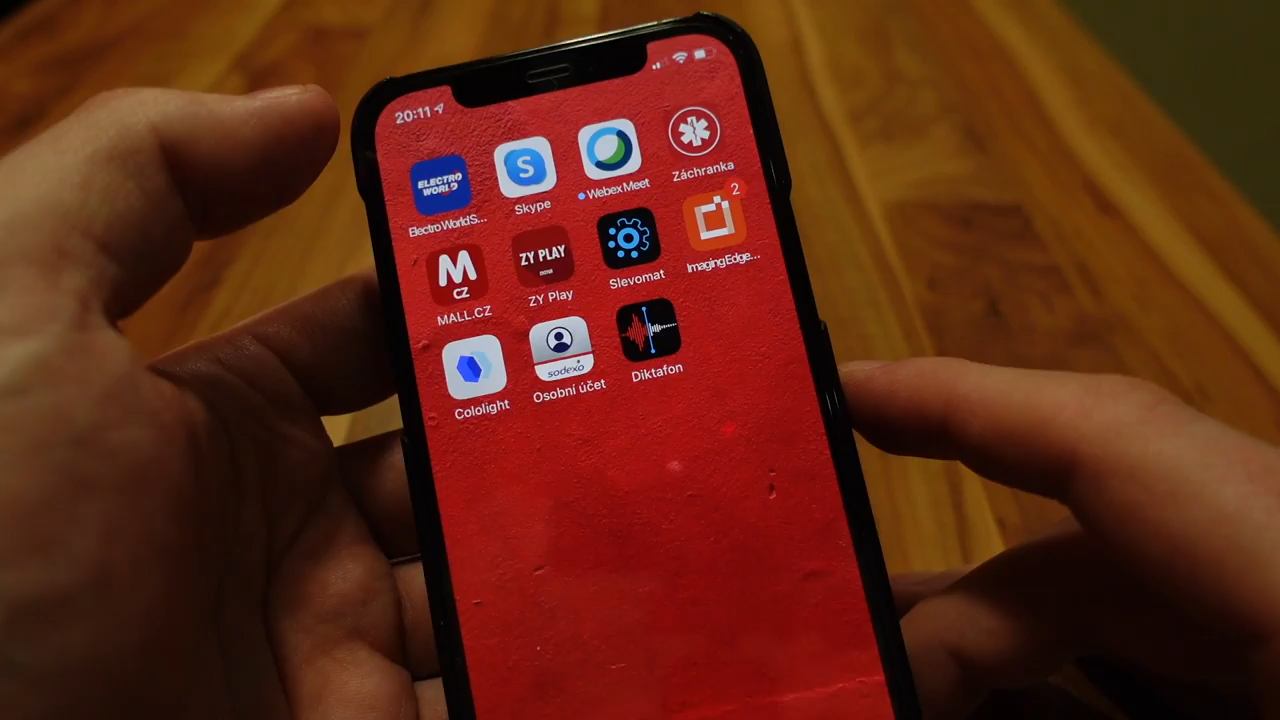 20:11
ELECTRO
WORLD
S
Electro World S...
Skype
Webex Meet
Záchranka
M
CZ
ZY PLAY
2
MALL.CZ
ZY Play
Slevomat
Imaging Edge...
sodexo
Cololight
Osobní účet
Diktafon